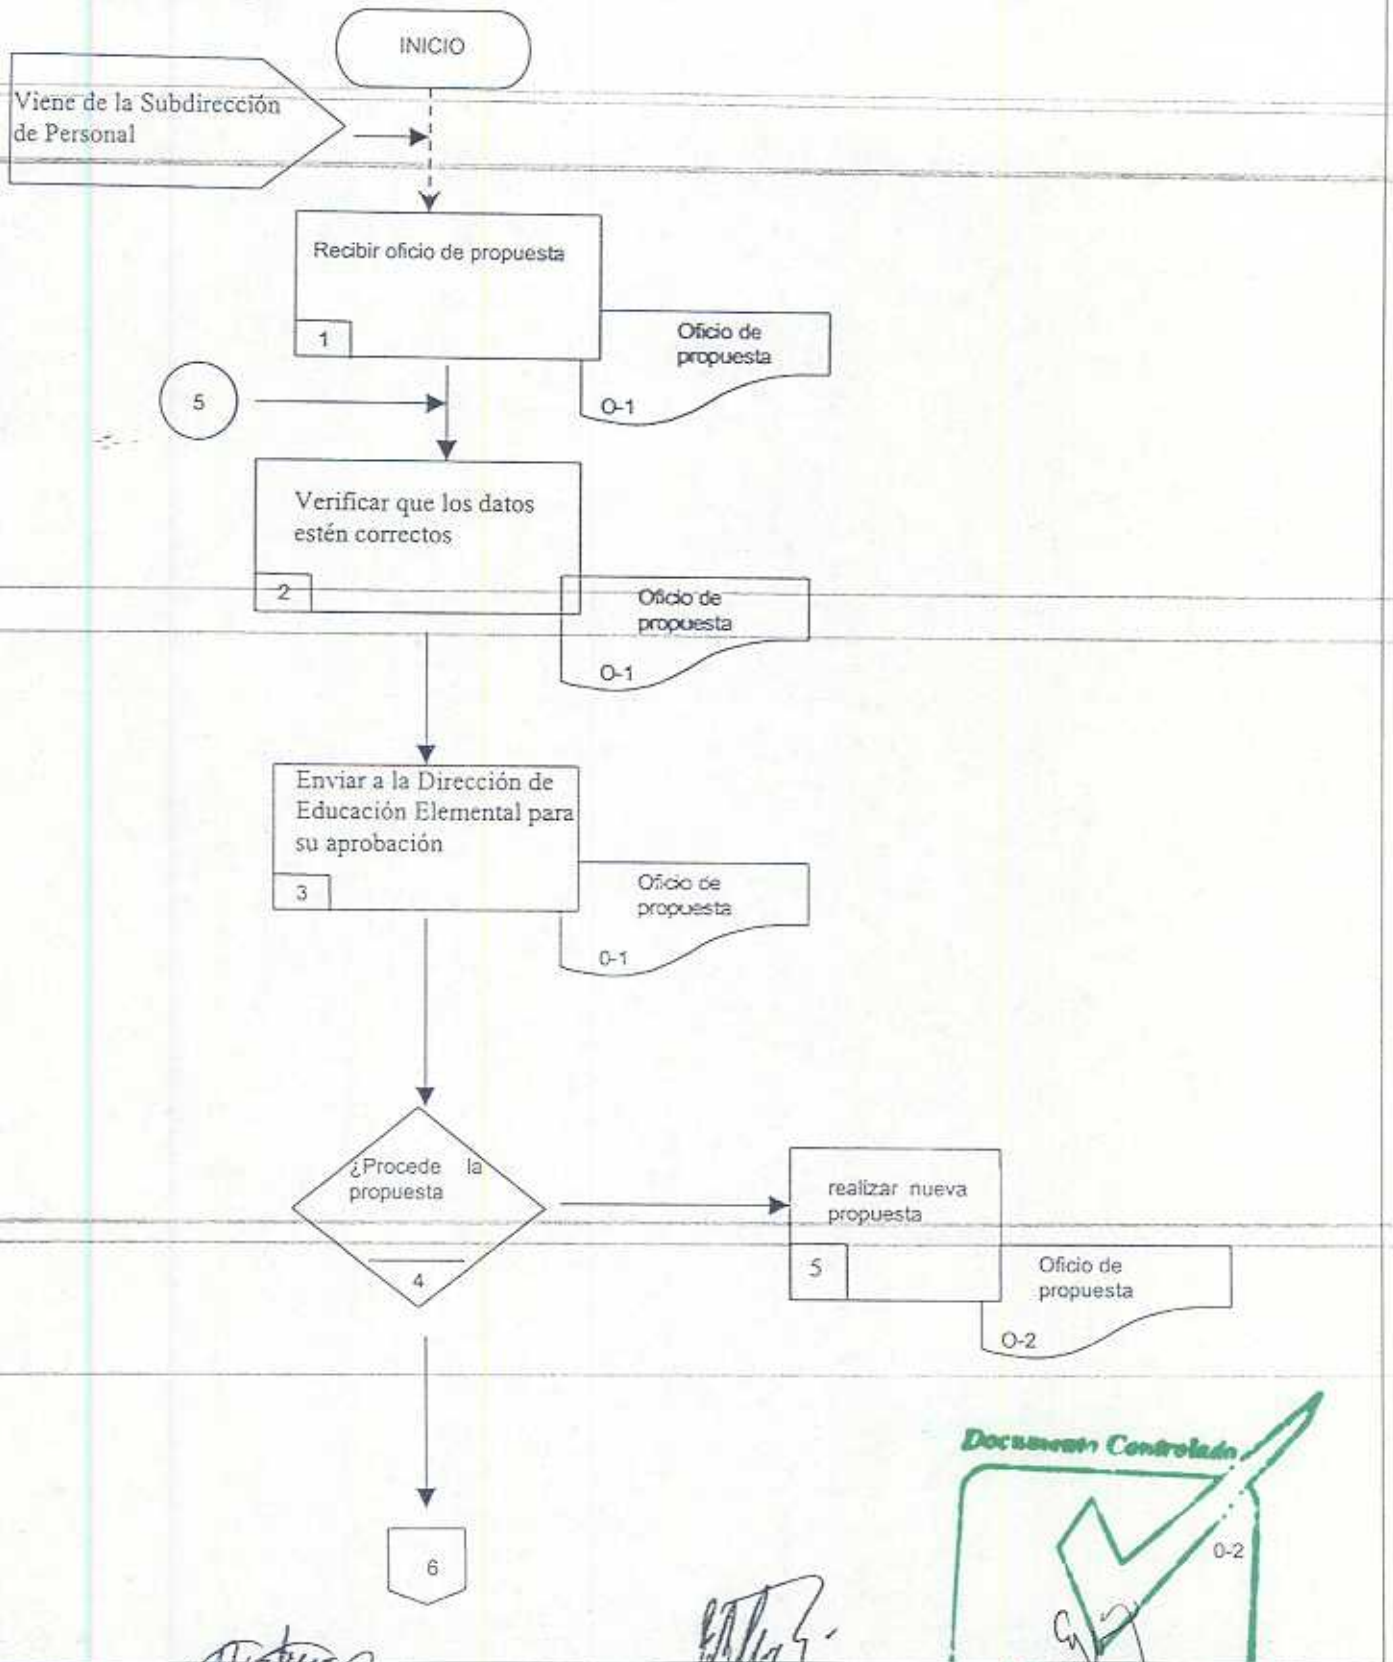 INICIO
Viene de la Subdirección
de Personal
Recibir oficio de propuesta
1
Oficio de
propuesta
O-1
5
Verificar que los datos
estén correctos
2
Oficio de
propuesta
O-1
Enviar a la Dirección de
Educación Elemental para
su aprobación
3
Oficio de
propuesta
0-1
¿Procede la
propuesta
4
realizar nueva
propuesta
5
Oficio de
propuesta
O-2
6
Documento Controlado
0-2